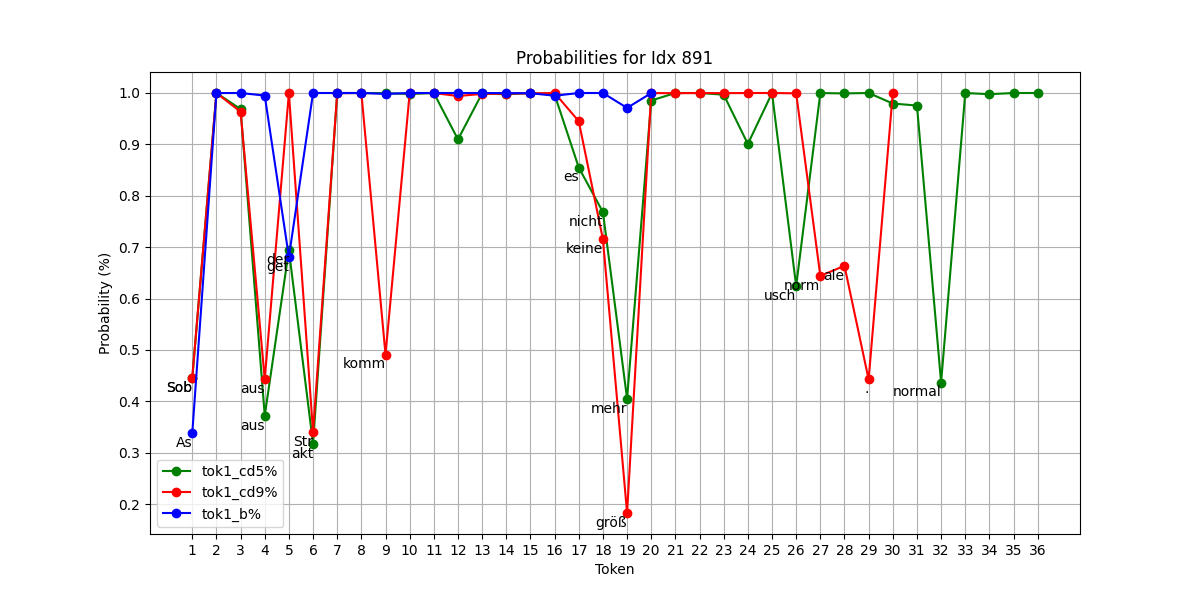 Probabilities for Idx 891
Probability (%)
1.0
0.9
0.8
0.7
0.6
0.5
0.4
0.3
0.2
Sob
As
aus
aus
der
get
Str
akt
komm
es
nicht
keine
mehr
größ
usch
norm
ale
.
normal
tok1_cd5%
tok1_cd9%
tok1_b%
1 2 3 4 5 6 7 8 9 10 11 12 13 14 15 16 17 18 19 20 21 22 23 24 25 26 27 28 29 30 31 32 33 34 35 36
Token